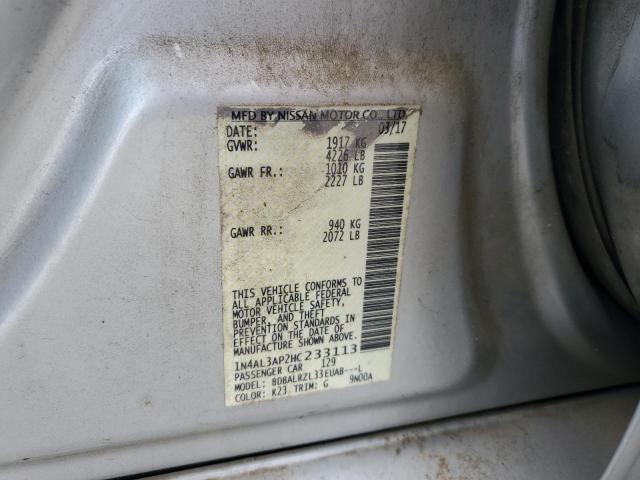 MFD BY NISSAN MOTOR CO., LTD.
DATE: 03/17
GVWR: 1917 KG
4226 LB
GAWR FR.: 1010 KG
2227 LB
GAWR RR.: 940 KG
2072 LB
THIS VEHICLE CONFORMS TO
ALL APPLICABLE FEDERAL
MOTOR VEHICLE SAFETY,
BUMPER, AND THEFT
PREVENTION STANDARDS IN
EFFECT ON THE DATE OF
MANUFACTURE SHOWN ABOVE.
1N4AL3AP2HC233113
PASSENGER CAR 129
MODEL: BDBALRZL33EUAB---L
COLOR: K23 TRIM: G 9N00A